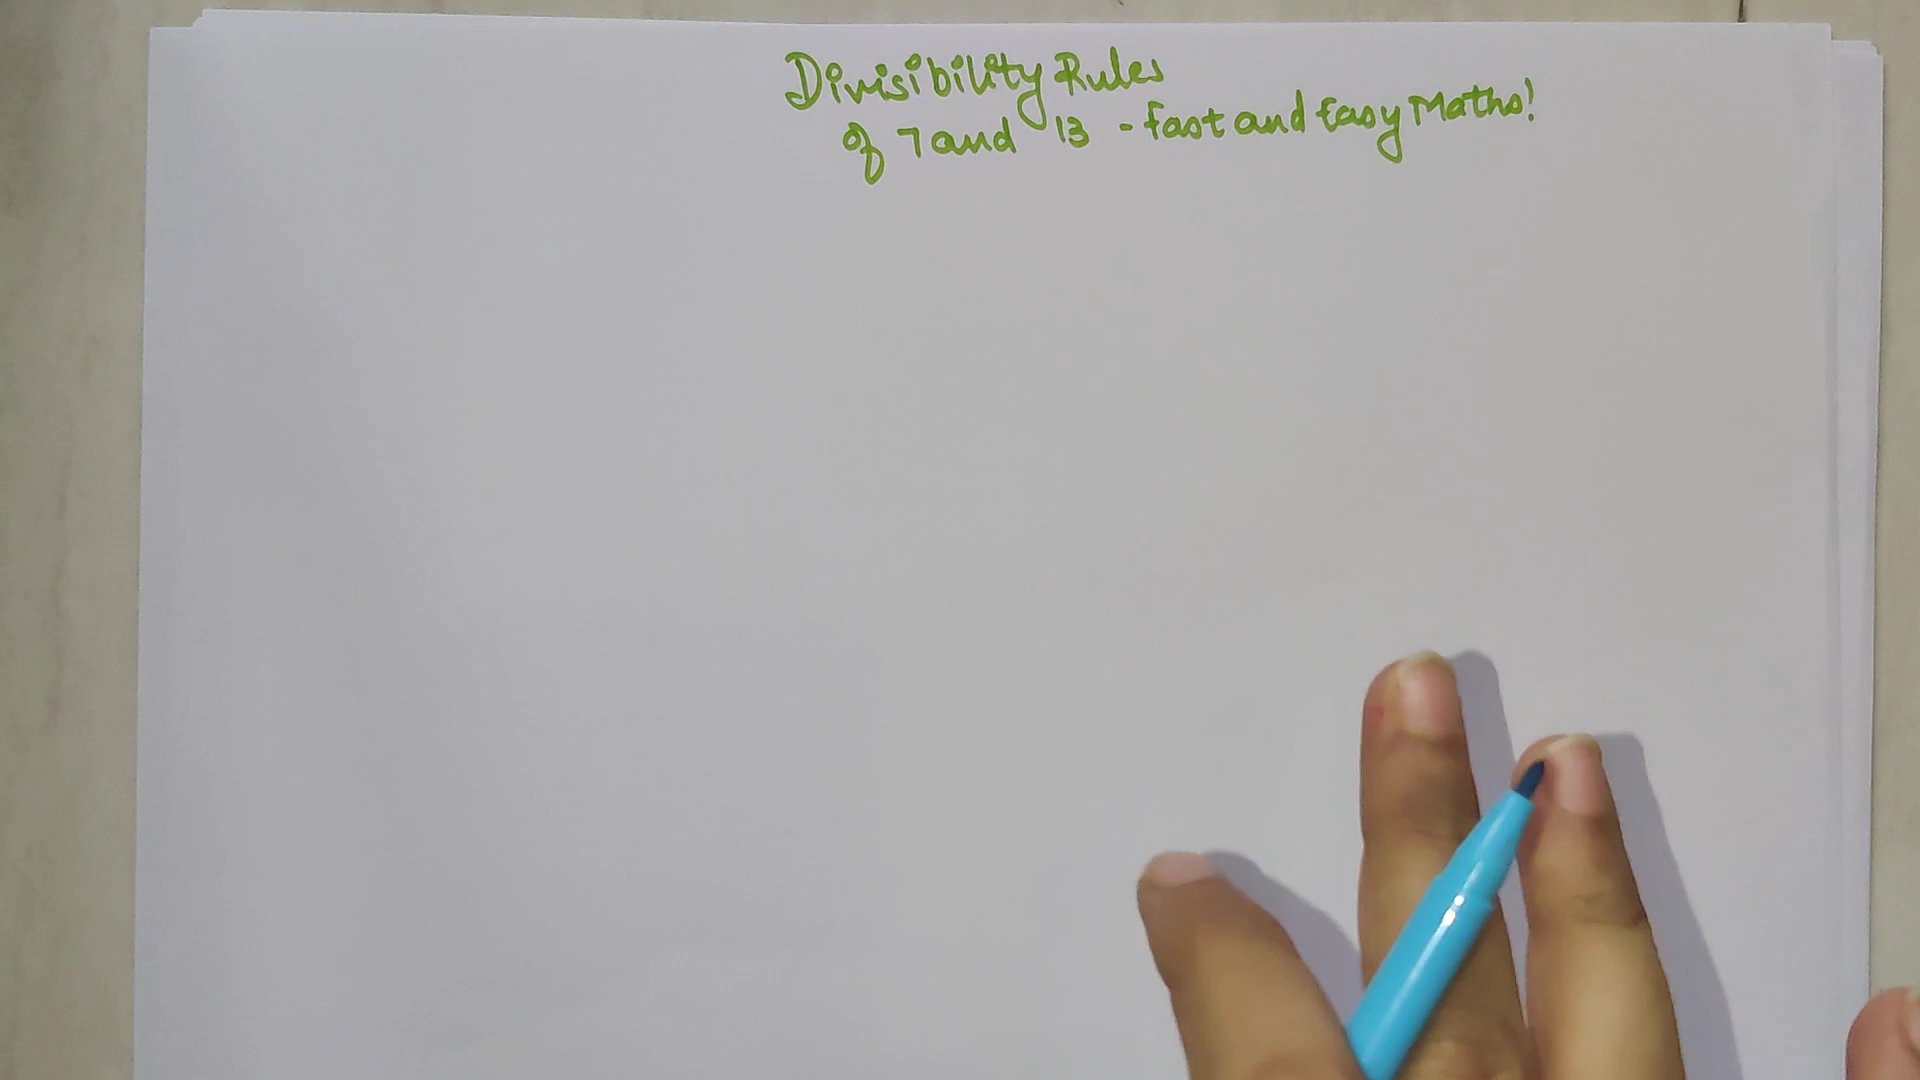 Divisibility Rules
of 7 and 13 - fast and Easy Maths!